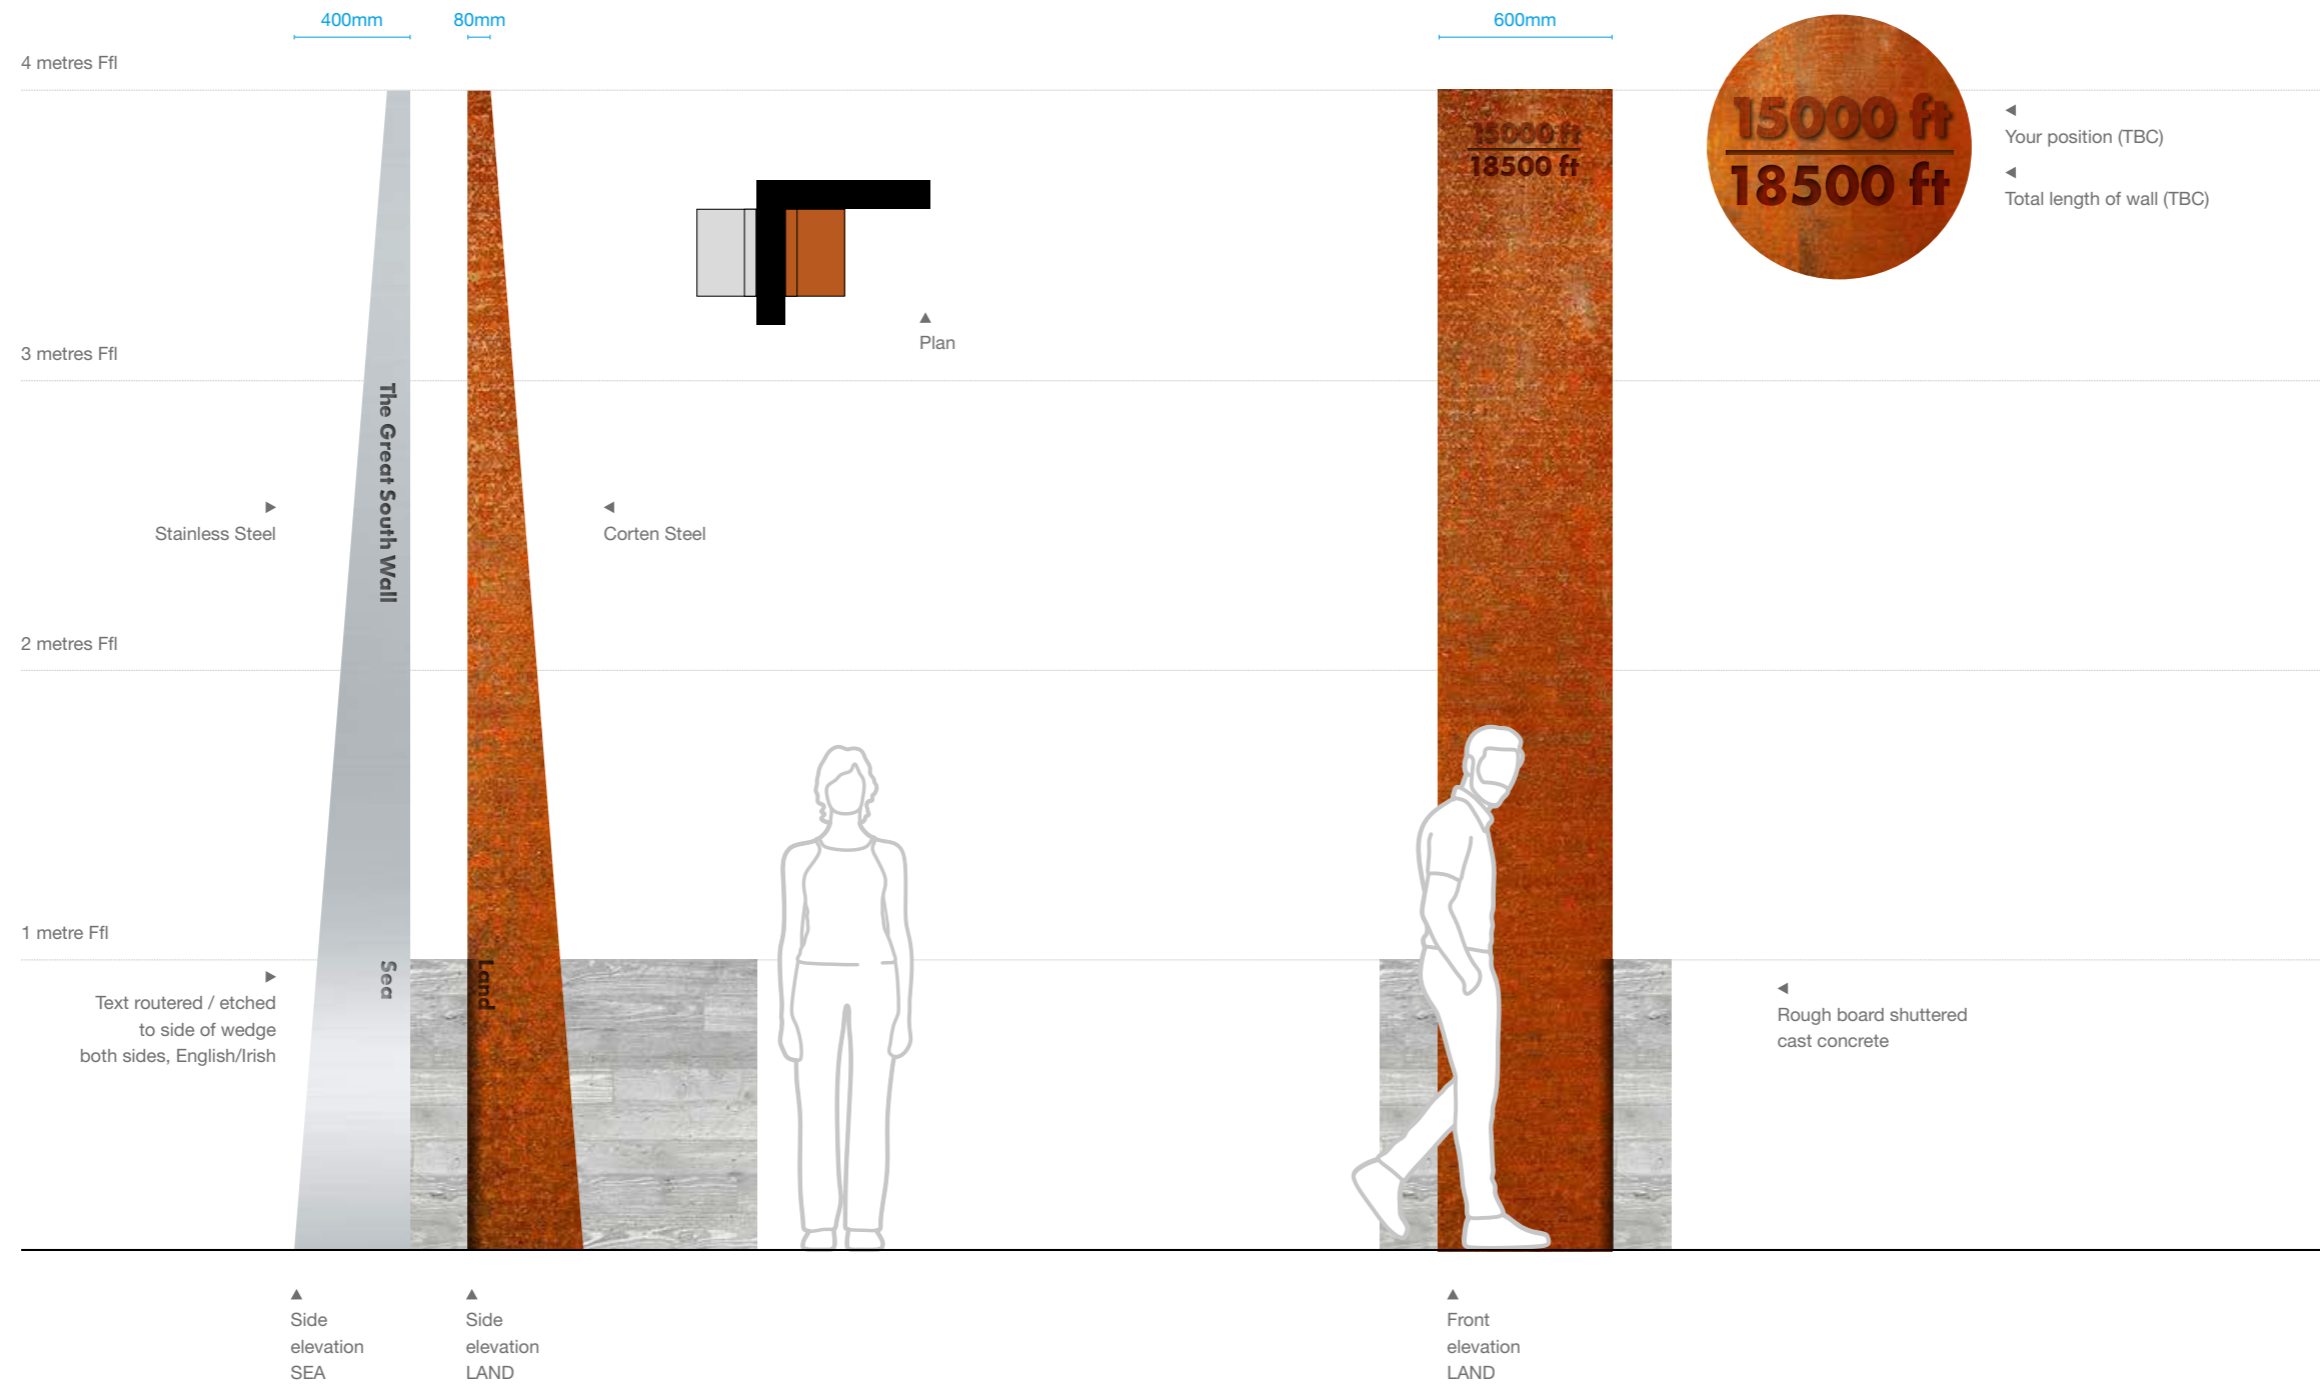 400mm
80mm
600mm
4 metres Ffl
15000 ft
18500 ft
15000 ft
18500 ft
Your position (TBC)
Total length of wall (TBC)
Plan
3 metres Ffl
The Great South Wall
Stainless Steel
Corten Steel
2 metres Ffl
1 metre Ffl
Sea
Land
Text routered / etched
to side of wedge
both sides, English/Irish
Rough board shuttered
cast concrete
Side
elevation
SEA
Side
elevation
LAND
Front
elevation
LAND